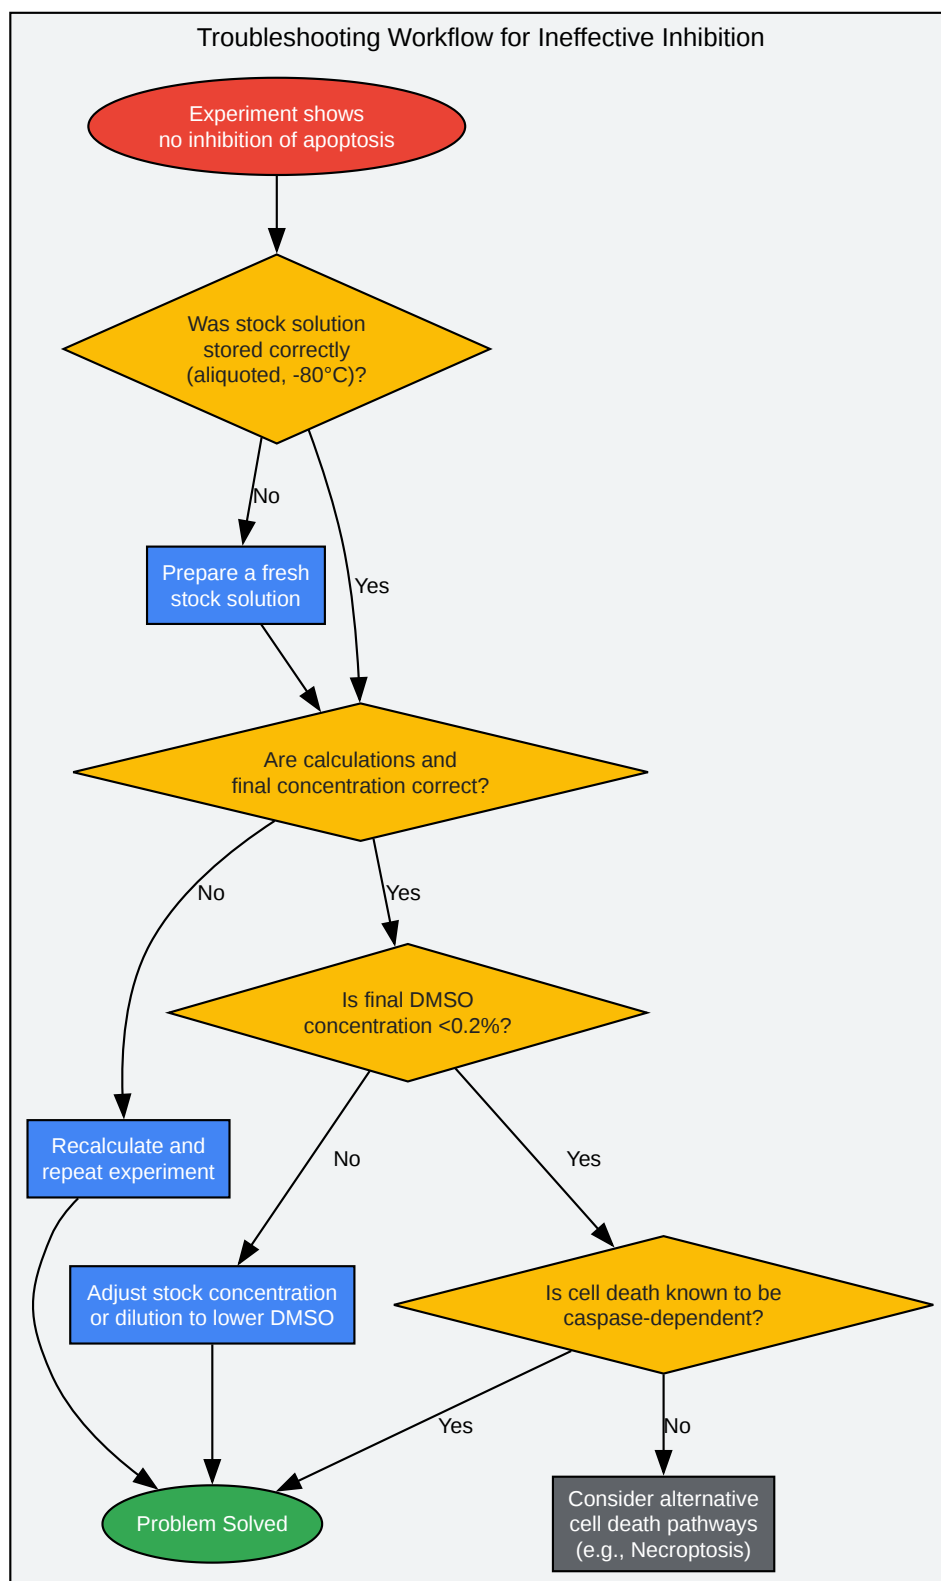 Troubleshooting Workflow for Ineffective Inhibition
Experiment shows
no inhibition of apoptosis
Was stock solution
stored correctly
(aliquoted, -80°C)?
No
Yes
Prepare a fresh
stock solution
Are calculations and
final concentration correct?
No
Yes
Is final DMSO
concentration <0.2%?
Recalculate and
repeat experiment
No
Yes
Adjust stock concentration
or dilution to lower DMSO
Is cell death known to be
caspase-dependent?
Yes
No
Problem Solved
Consider alternative
cell death pathways
(e.g., Necroptosis)